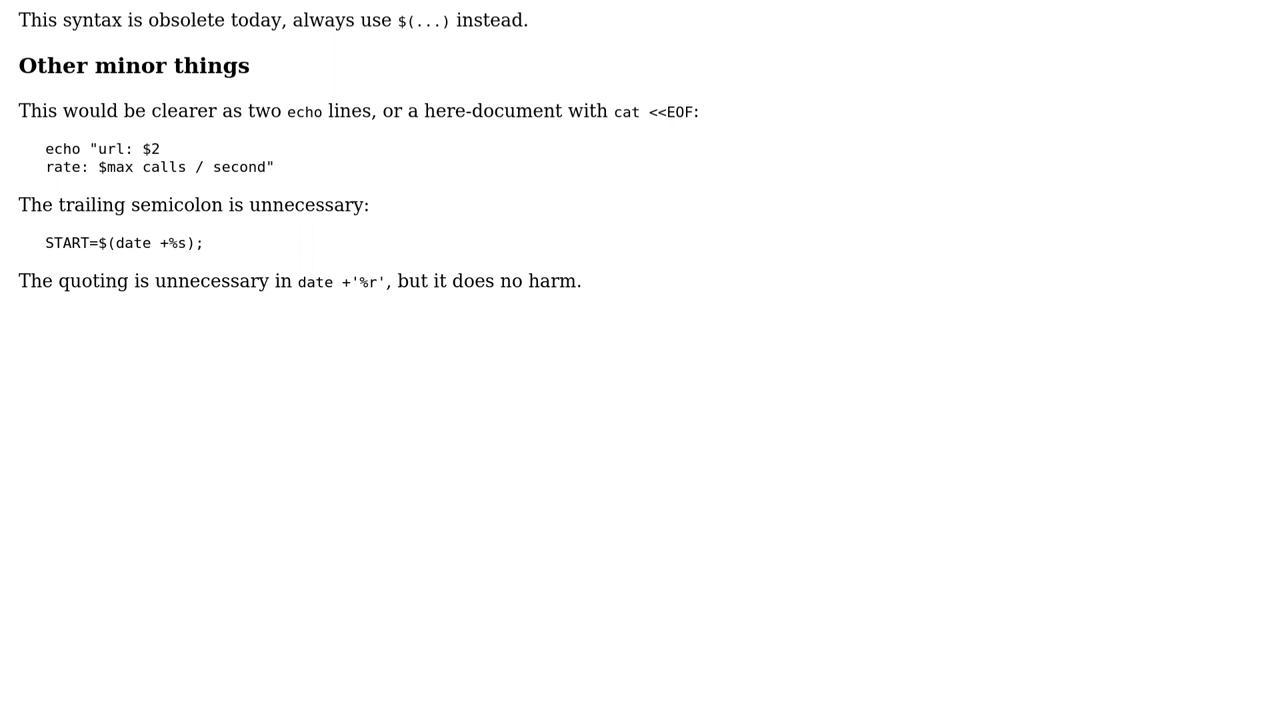 This syntax is obsolete today, always use $(...) instead.
Other minor things
This would be clearer as two echo lines, or a here-document with cat <<EOF:
echo "url: $2
rate: $max calls / second"
The trailing semicolon is unnecessary:
START=$(date +%s);
The quoting is unnecessary in date +'%r', but it does no harm.